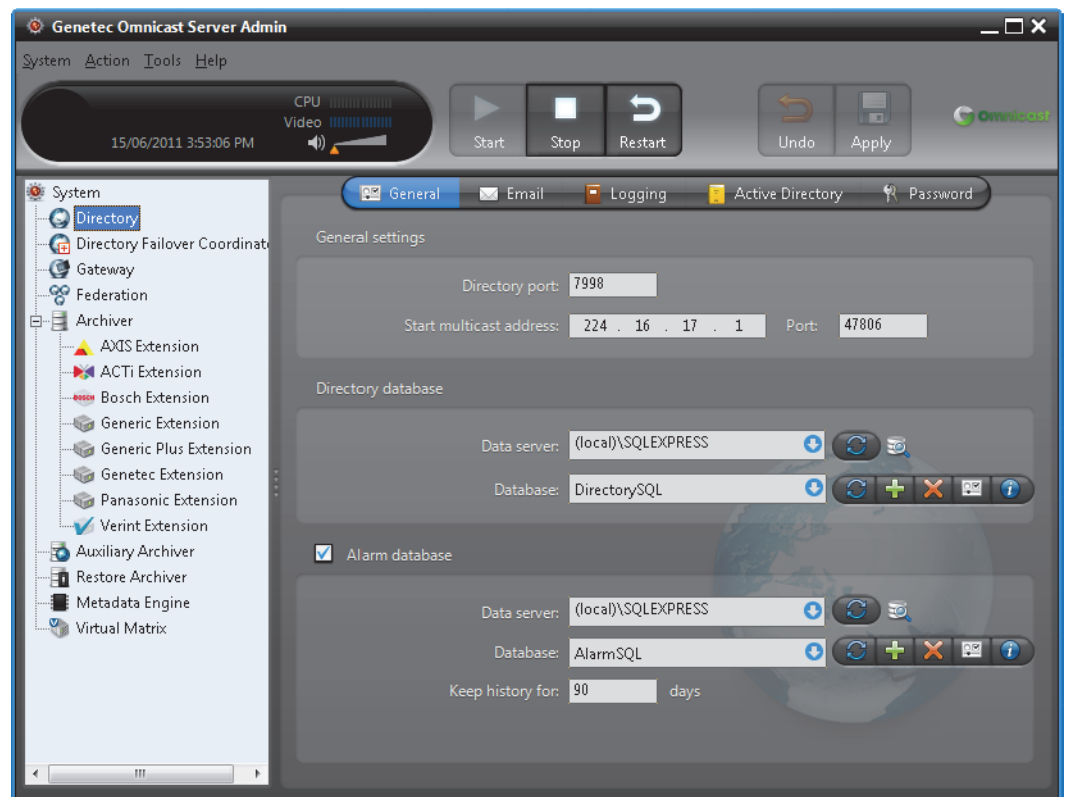 Genetec Omnicast Server Admin
System Action Tools Help
CPU
Video
15/06/2011 3:53:06 PM
Start Stop Restart Undo Apply
Omnicast
System
Directory
Directory Failover Coordinat
Gateway
Federation
Archiver
AXIS Extension
ACTi Extension
BOSCH Bosch Extension
Generic Extension
Generic Plus Extension
Genetec Extension
Panasonic Extension
Verint Extension
Auxiliary Archiver
Restore Archiver
Metadata Engine
Virtual Matrix
General Email Logging Active Directory Password
General settings
Directory port: 7998
Start multicast address: 224 . 16 . 17 . 1 Port: 47806
Directory database
Data server: (local)\SQLEXPRESS
Database: DirectorySQL
Alarm database
Data server: (local)\SQLEXPRESS
Database: AlarmSQL
Keep history for: 90 days